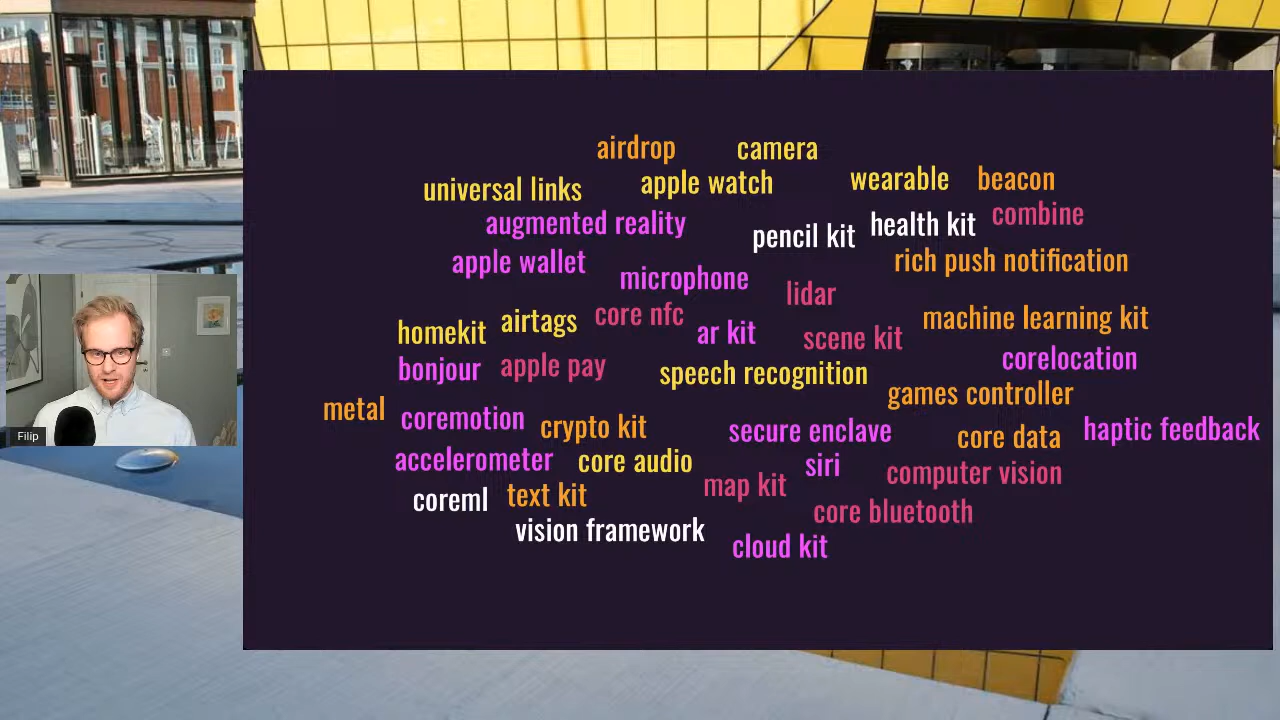 airdrop camera
universal links apple watch wearable beacon
augmented reality pencil kit health kit combine
apple wallet microphone rich push notification
lidar
homekit airtags core nfc ar kit scene kit machine learning kit
bonjour apple pay speech recognition corelocation
games controller
metal coremotion crypto kit secure enclave core data haptic feedback
accelerometer core audio siri computer vision
coreml text kit map kit core bluetooth
vision framework cloud kit
Filip